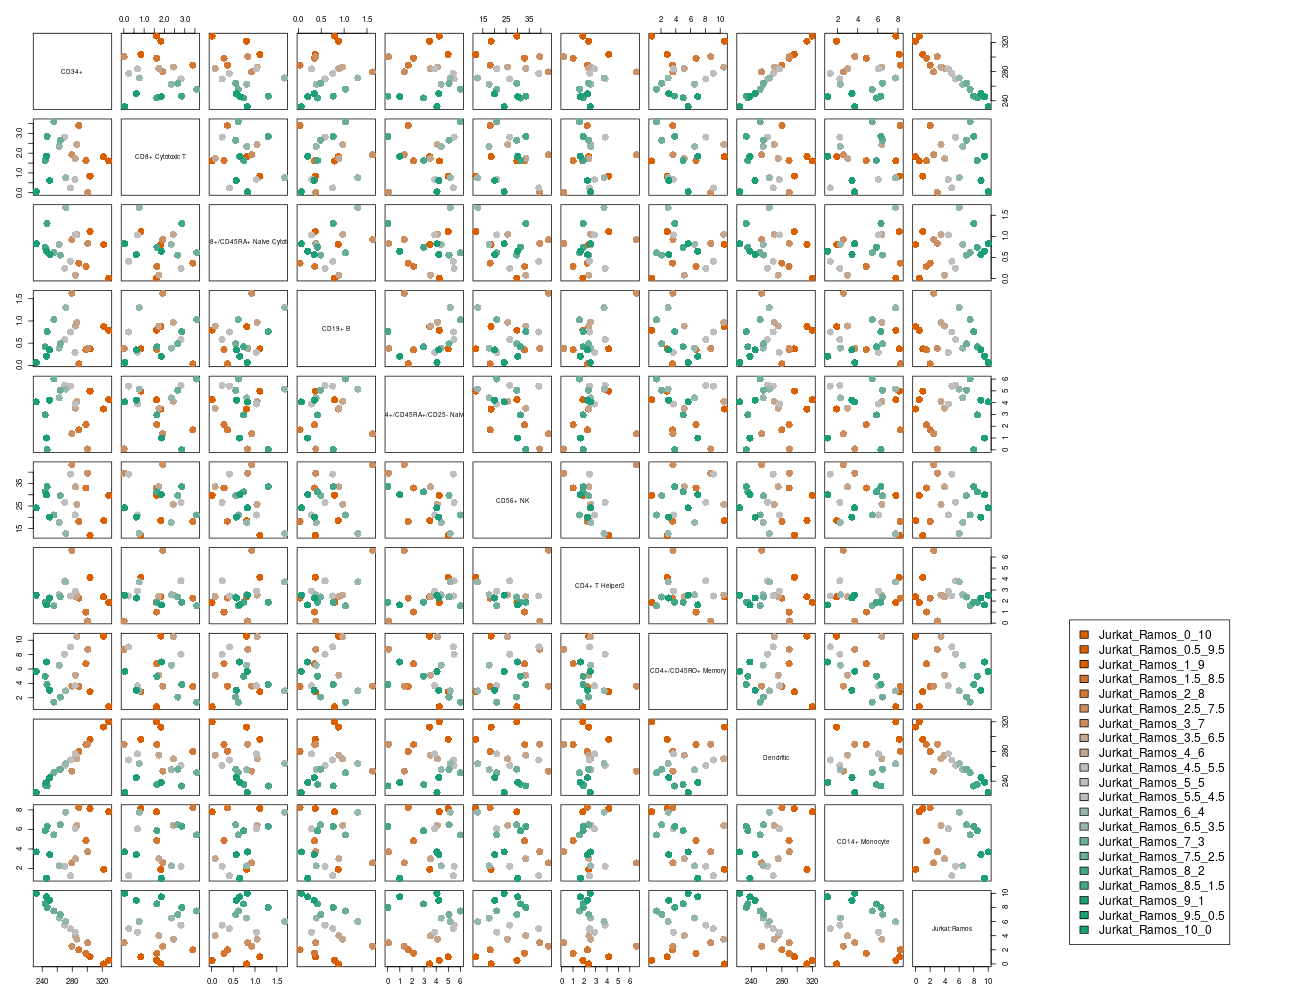 0.0 1.0 2.0 3.0 0.0 0.5 1.0 1.5 15 25 35 2 4 6 8 10 2 4 6 8
CD34+
240 280 320
0.0 1.0 2.0 3.0
CD8+ Cytotoxic T
8+/CD45RA+ Naive Cytot
0.0 0.5 1.0 1.5
0.0 0.5 1.0 1.5
CD19+ B
4+/CD45RA+/CD25- Naiv
0 1 2 3 4 5 6
15 25 35
CD56+ NK
CD4+ T Helper2
0 1 2 3 4 5 6
2 4 6 8 10
CD4+/CD45RO+ Memory
Dendritic
240 280 320
2 4 6 8
CD14+ Monocyte
Jurkat:Ramos
0 2 4 6 8 10
240 280 320 0.0 0.5 1.0 1.5 0 1 2 3 4 5 6 0 1 2 3 4 5 6 240 280 320 0 2 4 6 8 10
Jurkat_Ramos_0_10
Jurkat_Ramos_0.5_9.5
Jurkat_Ramos_1_9
Jurkat_Ramos_1.5_8.5
Jurkat_Ramos_2_8
Jurkat_Ramos_2.5_7.5
Jurkat_Ramos_3_7
Jurkat_Ramos_3.5_6.5
Jurkat_Ramos_4_6
Jurkat_Ramos_4.5_5.5
Jurkat_Ramos_5_5
Jurkat_Ramos_5.5_4.5
Jurkat_Ramos_6_4
Jurkat_Ramos_6.5_3.5
Jurkat_Ramos_7_3
Jurkat_Ramos_7.5_2.5
Jurkat_Ramos_8_2
Jurkat_Ramos_8.5_1.5
Jurkat_Ramos_9_1
Jurkat_Ramos_9.5_0.5
Jurkat_Ramos_10_0